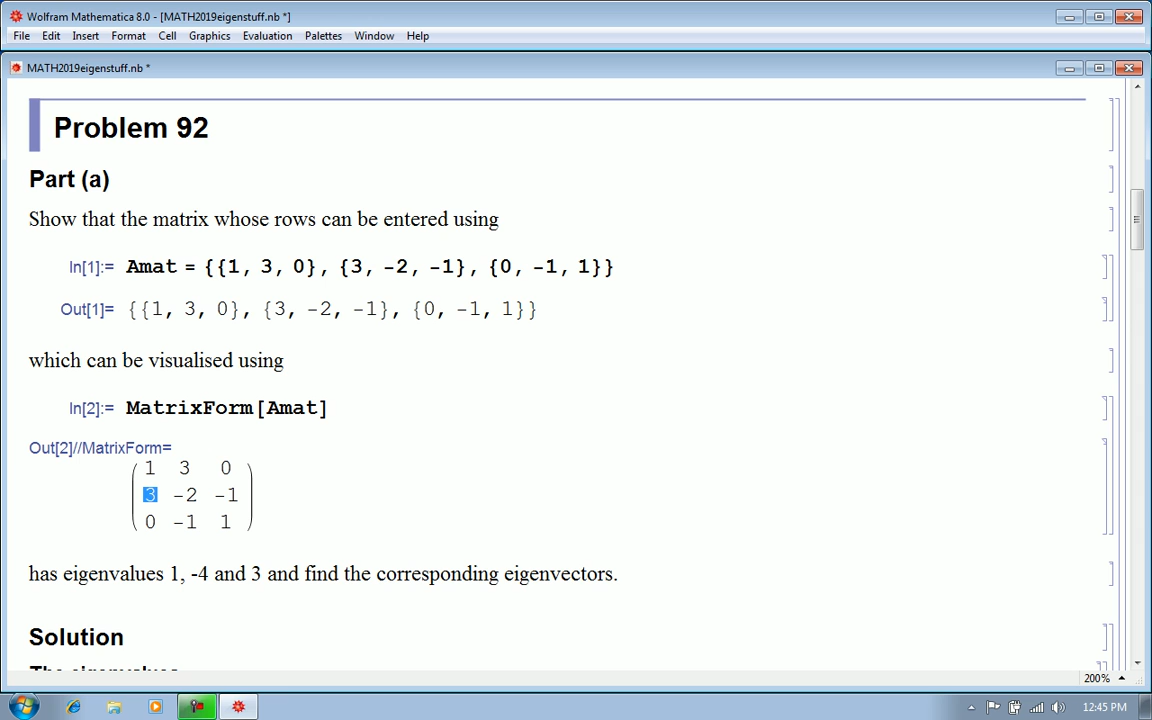 Wolfram Mathematica 8.0 - [MATH2019eigenstuff.nb *]
File Edit Insert Format Cell Graphics Evaluation Palettes Window Help
MATH2019eigenstuff.nb *
Problem 92
Part (a)
Show that the matrix whose rows can be entered using
In[1]:= Amat = {{1, 3, 0}, {3, -2, -1}, {0, -1, 1}}
Out[1]= {{1, 3, 0}, {3, -2, -1}, {0, -1, 1}}
which can be visualised using
In[2]:= MatrixForm[Amat]
Out[2]//MatrixForm=
1 3 0
3 -2 -1
0 -1 1
has eigenvalues 1, -4 and 3 and find the corresponding eigenvectors.
Solution
The eigenvalues
200%
12:45 PM